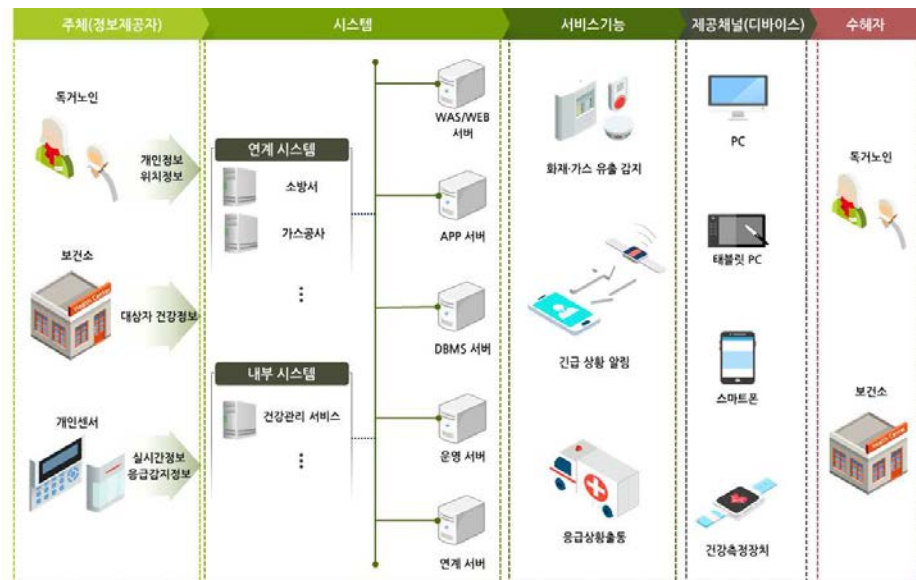 주체(정보제공자)
시스템
서비스기능
제공채널(디바이스)
수혜자
독거노인
개인정보
위치정보
보건소
Health Center
대상자 건강정보
개인센서
실시간정보
응급감지정보
연계 시스템
소방서
가스공사
⋮
내부 시스템
건강관리 서비스
⋮
WAS/WEB
서버
APP 서버
DBMS 서버
운영 서버
연계 서버
화재·가스 유출 감지
긴급 상황 알림
응급상황출동
PC
태블릿 PC
스마트폰
건강측정장치
독거노인
보건소
Health Center